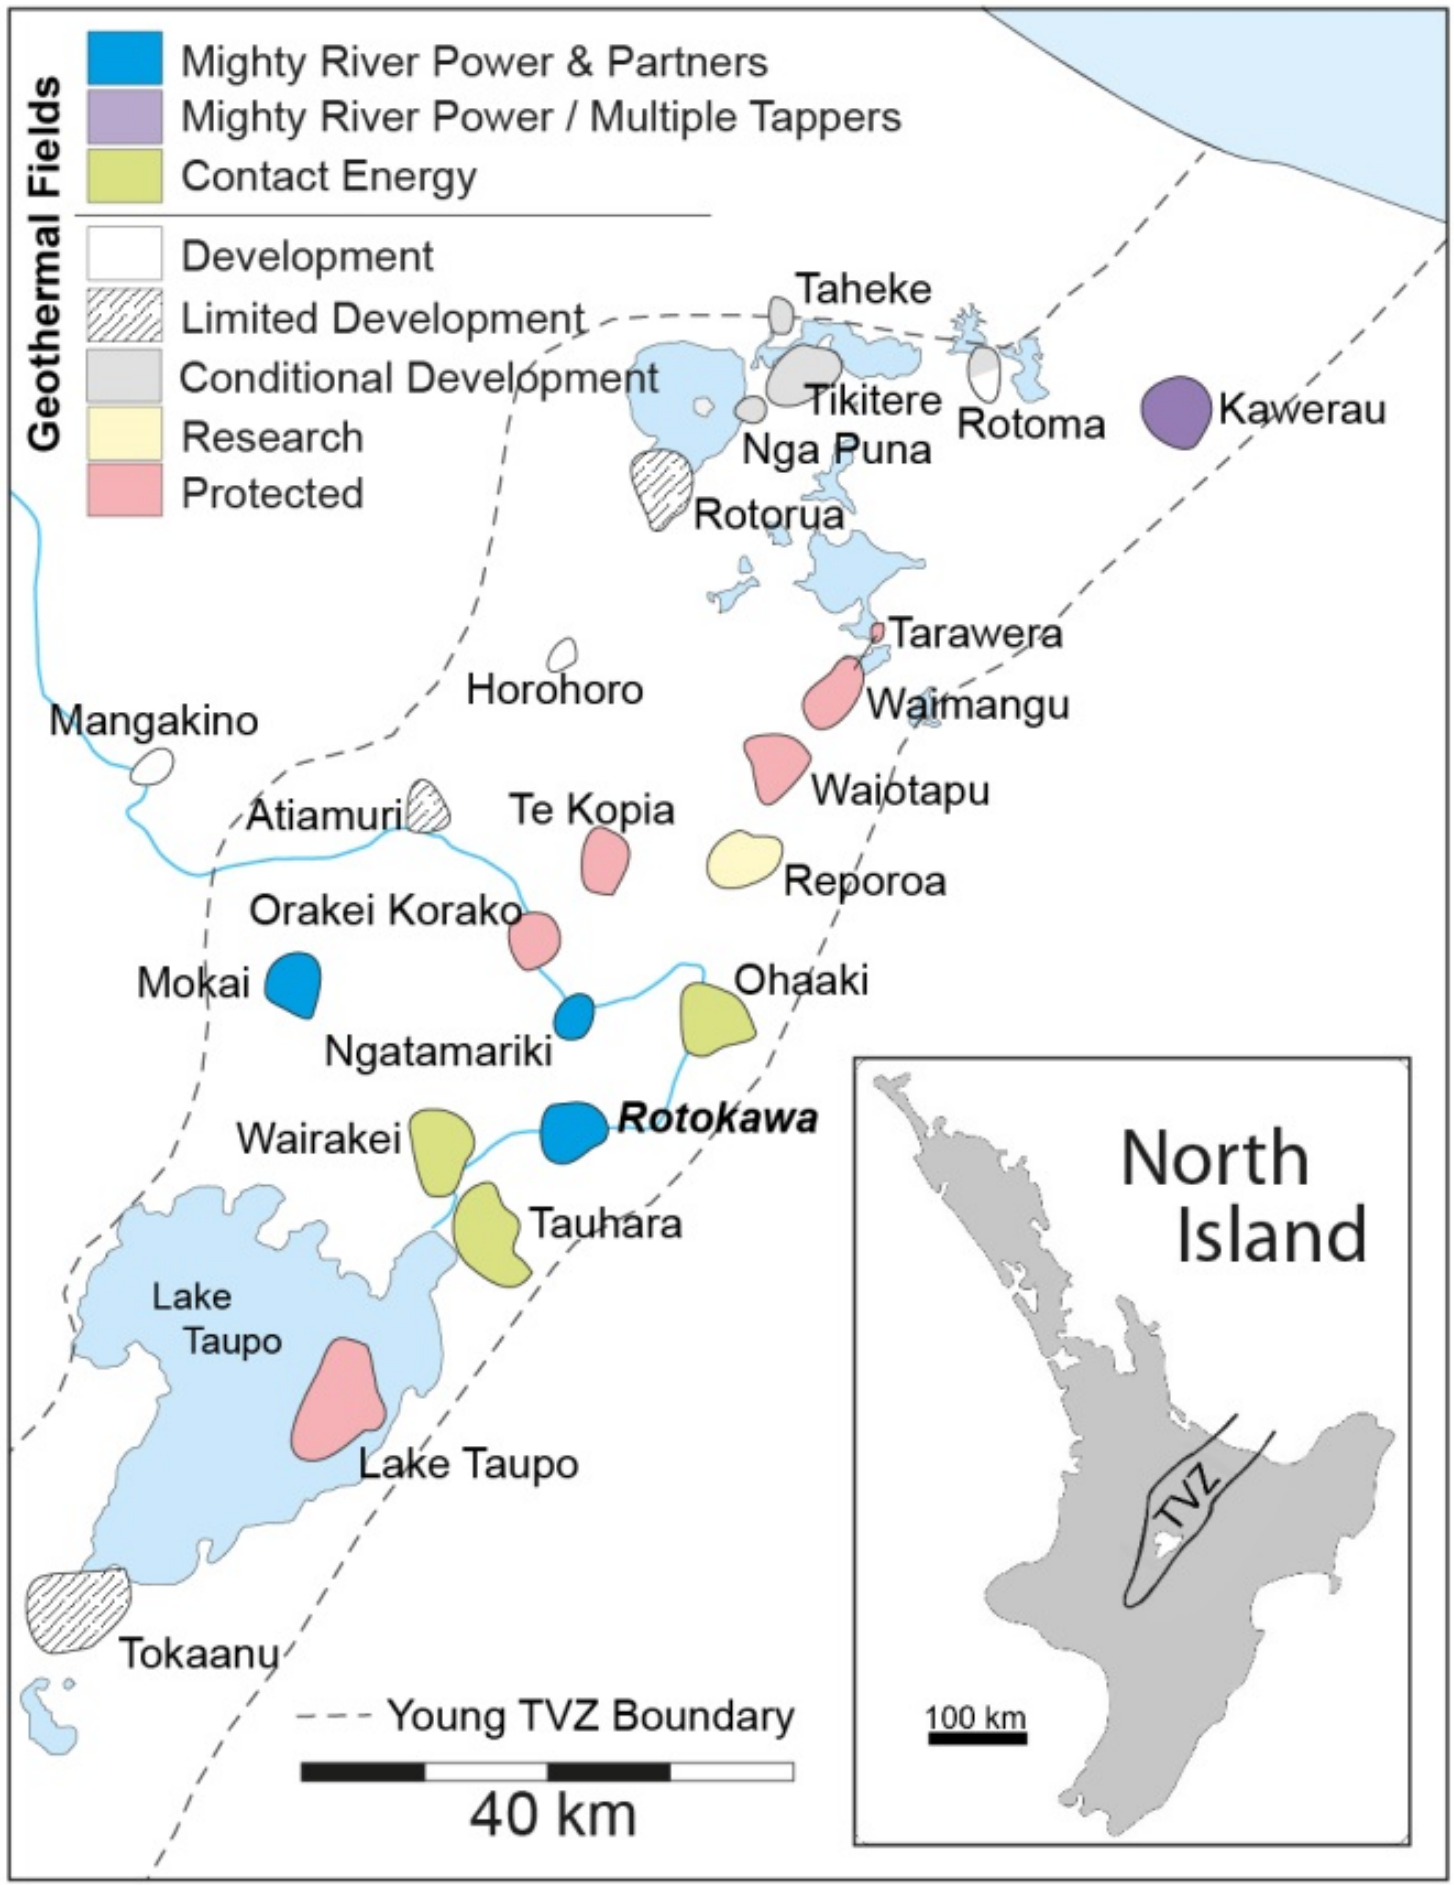 Geothermal Fields
Mighty River Power & Partners
Mighty River Power / Multiple Tappers
Contact Energy
Development
Limited Development
Conditional Development
Research
Protected
Taheke
Tikitere
Nga Puna
Rotoma
Kawerau
Rotorua
Tarawera
Horohoro
Waimangu
Mangakino
Waiotapu
Atiamuri
Te Kopia
Reporoa
Orakei Korako
Mokai
Ohaaki
Ngatamariki
Rotokawa
Wairakei
Tauhara
Lake
Taupo
Lake Taupo
Tokaanu
Young TVZ Boundary
40 km
North
Island
TVZ
100 km